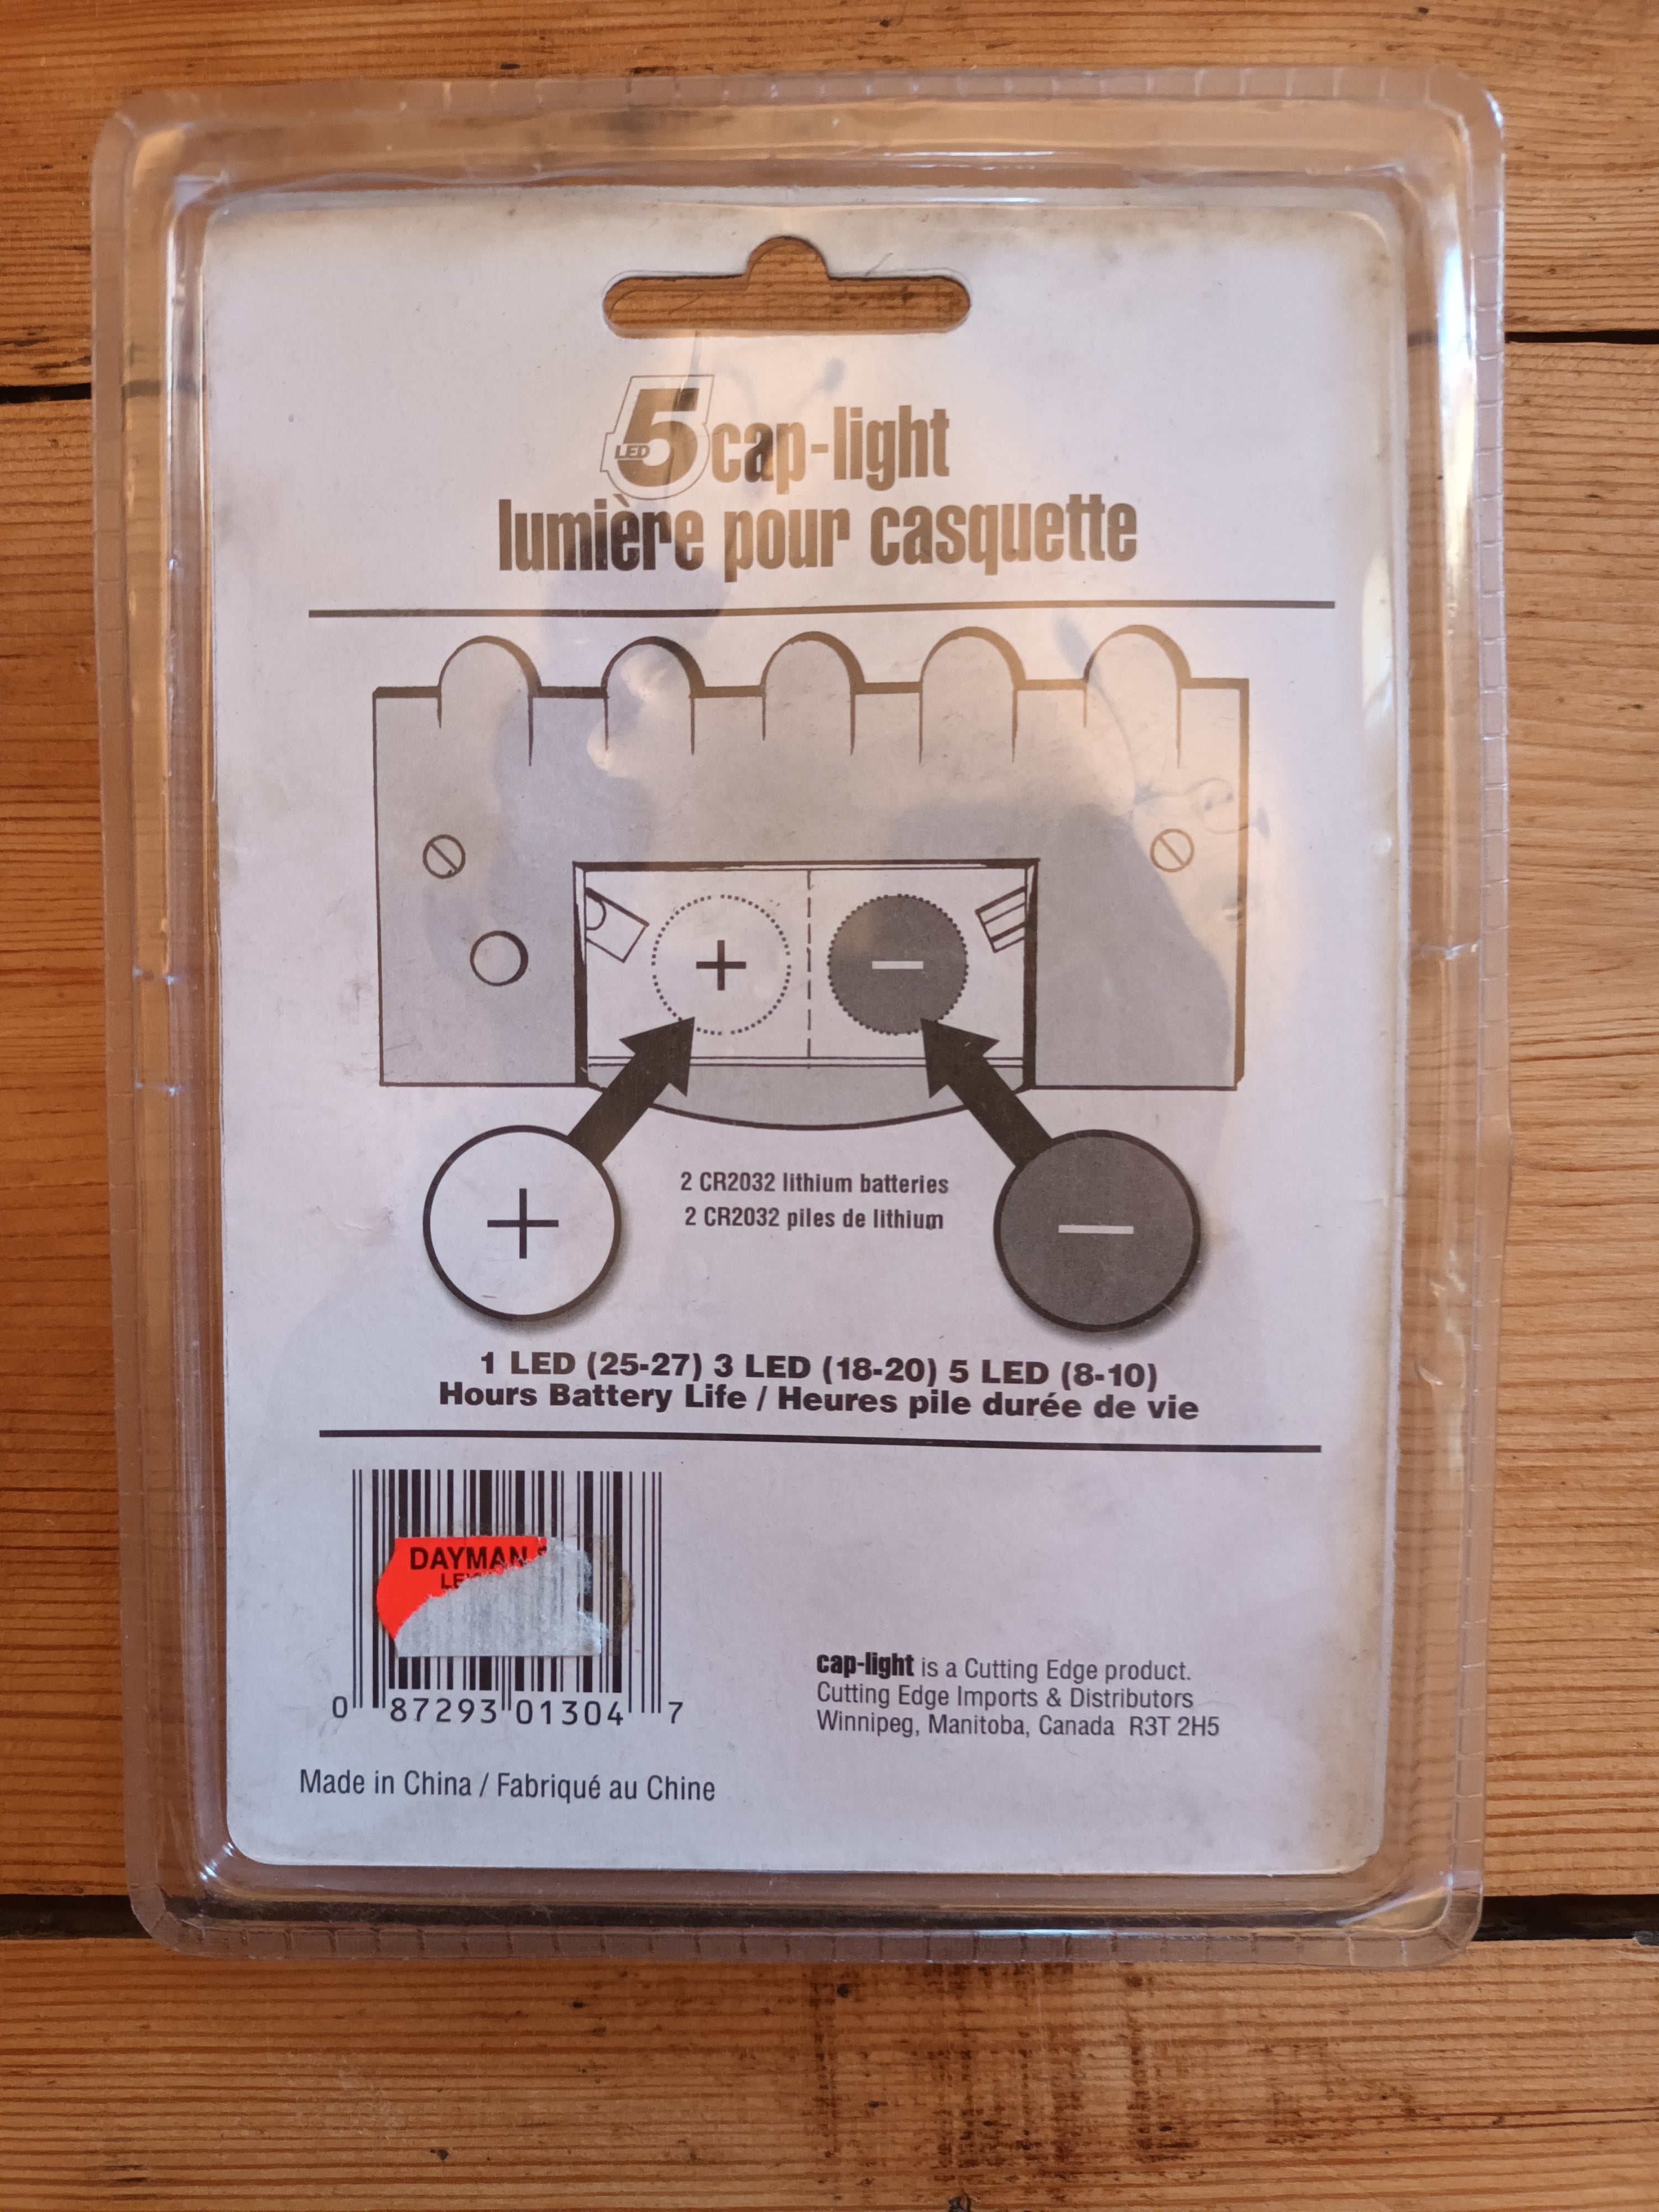 5 LED cap-light
lumière pour casquette
+ −
+ −
2 CR2032 lithium batteries
2 CR2032 piles de lithium
1 LED (25-27) 3 LED (18-20) 5 LED (8-10)
Hours Battery Life / Heures pile durée de vie
DAYMAN
0 87293 01304 7
cap-light is a Cutting Edge product.
Cutting Edge Imports & Distributors
Winnipeg, Manitoba, Canada R3T 2H5
Made in China / Fabriqué au Chine